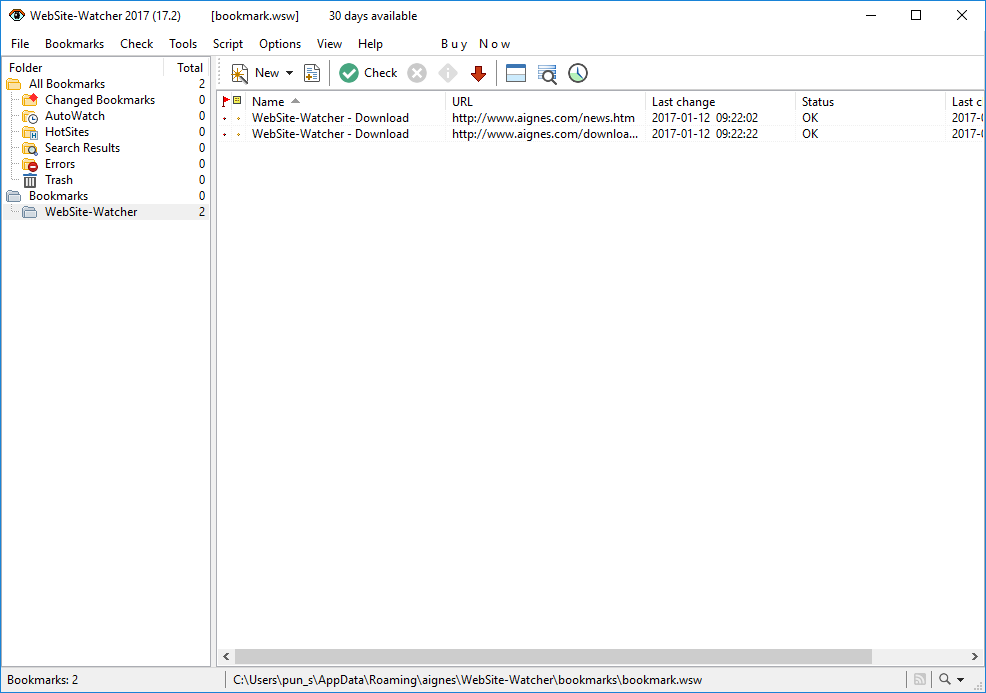 WebSite-Watcher 2017 (17.2) [bookmark.wsw] 30 days available
File Bookmarks Check Tools Script Options View Help Buy Now
Folder Total
All Bookmarks 2
Changed Bookmarks 0
AutoWatch 0
HotSites 0
Search Results 0
Errors 0
Trash 0
Bookmarks 0
WebSite-Watcher 2
New Check
Name URL Last change Status Last c
WebSite-Watcher - Download http://www.aignes.com/news.htm 2017-01-12 09:22:02 OK 2017-
WebSite-Watcher - Download http://www.aignes.com/downloa... 2017-01-12 09:22:22 OK 2017-
Bookmarks: 2 C:\Users\pun_s\AppData\Roaming\aignes\WebSite-Watcher\bookmarks\bookmark.wsw